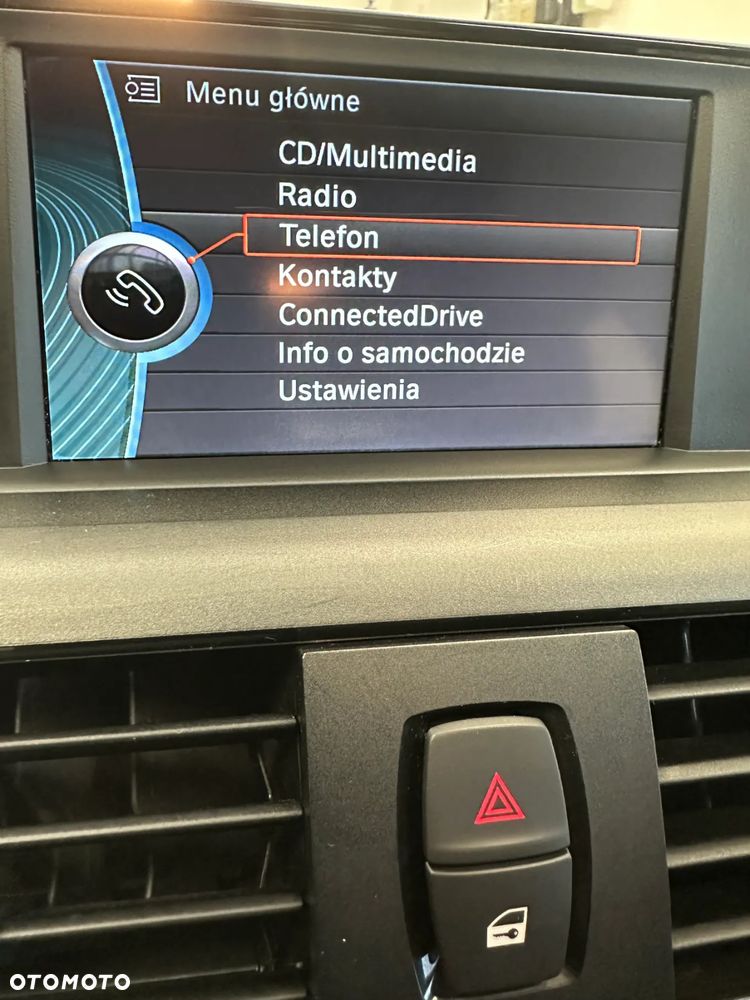 Menu główne
CD/Multimedia
Radio
Telefon
Kontakty
ConnectedDrive
Info o samochodzie
Ustawienia
OTOMOTO